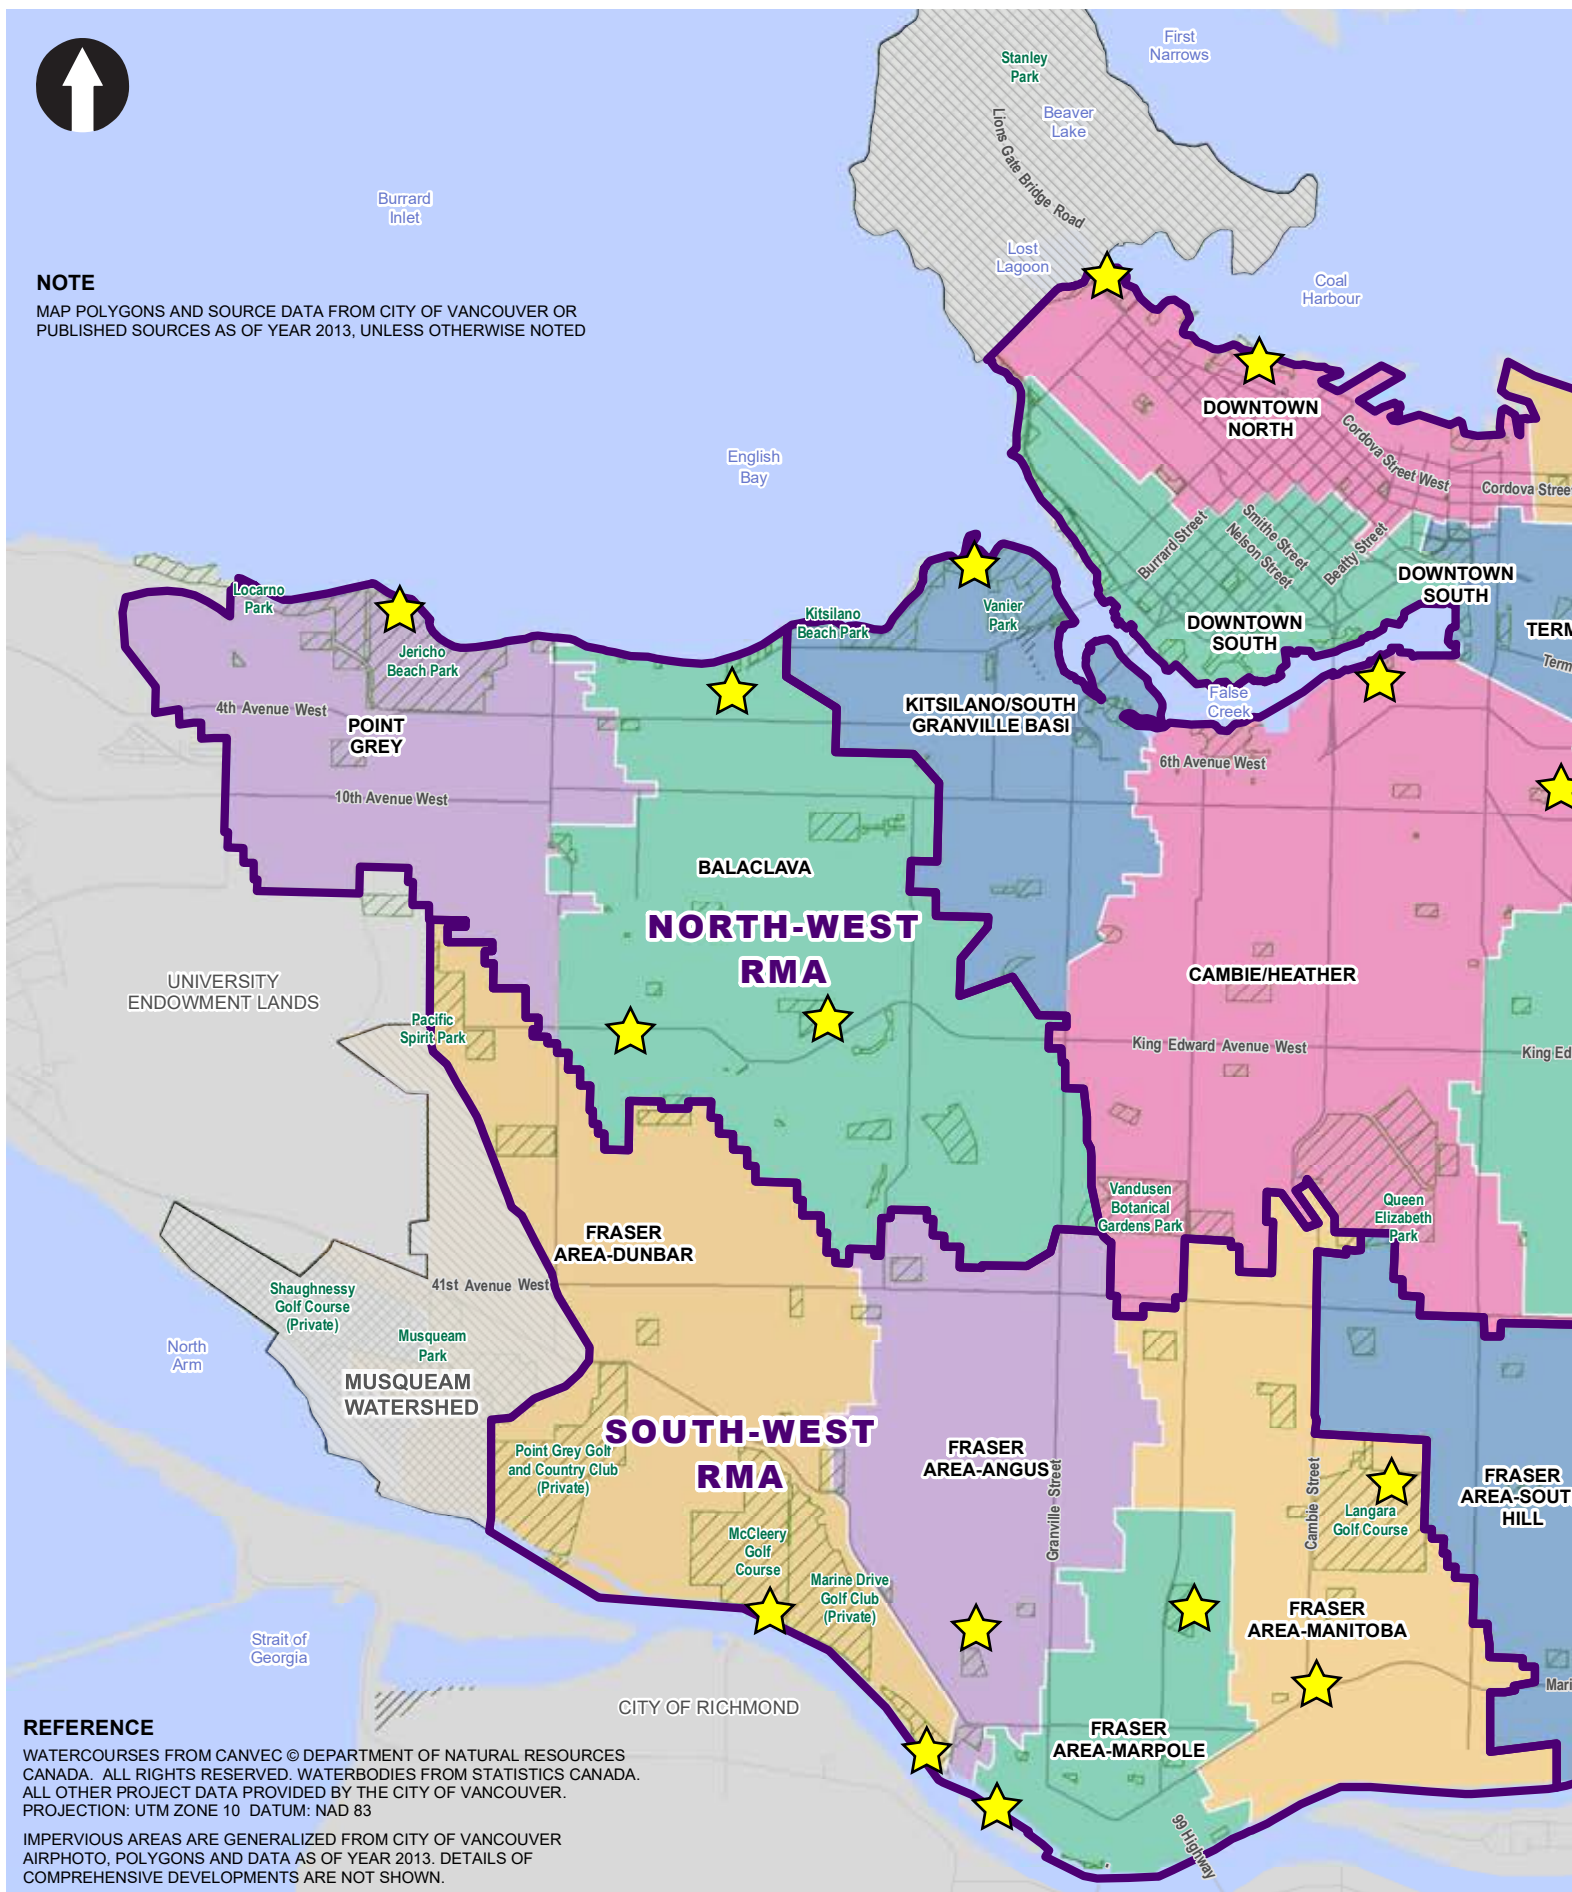 Stanley
Park
First
Narrows
Beaver
Lake
Lions Gate Bridge Road
Burrard
Inlet
Lost
Lagoon
Coal
Harbour
NOTE
MAP POLYGONS AND SOURCE DATA FROM CITY OF VANCOUVER OR
PUBLISHED SOURCES AS OF YEAR 2013, UNLESS OTHERWISE NOTED
DOWNTOWN
NORTH
Cordova Street West
Cordova Stree
English
Bay
Burrard Street
Smithe Street
Nelson Street
Beatty Street
DOWNTOWN
SOUTH
DOWNTOWN
SOUTH
TERM
Term
Locarno
Park
Jericho
Beach Park
Kitsilano
Beach Park
Vanier
Park
False
Creek
4th Avenue West
POINT
GREY
KITSILANO/SOUTH
GRANVILLE BASI
6th Avenue West
10th Avenue West
BALACLAVA
NORTH-WEST
RMA
CAMBIE/HEATHER
UNIVERSITY
ENDOWMENT LANDS
Pacific
Spirit Park
King Edward Avenue West
King Ed
Vandusen
Botanical
Gardens Park
Queen
Elizabeth
Park
FRASER
AREA-DUNBAR
41st Avenue West
Shaughnessy
Golf Course
(Private)
Musqueam
Park
North
Arm
MUSQUEAM
WATERSHED
SOUTH-WEST
RMA
Point Grey Golf
and Country Club
(Private)
FRASER
AREA-ANGUS
Granville Street
Cambie Street
FRASER
AREA-SOUT
HILL
Langara
Golf Course
McCleery
Golf
Course
Marine Drive
Golf Club
(Private)
FRASER
AREA-MANITOBA
Mari
Strait of
Georgia
CITY OF RICHMOND
FRASER
AREA-MARPOLE
99 Highway
REFERENCE
WATERCOURSES FROM CANVEC © DEPARTMENT OF NATURAL RESOURCES
CANADA. ALL RIGHTS RESERVED. WATERBODIES FROM STATISTICS CANADA.
ALL OTHER PROJECT DATA PROVIDED BY THE CITY OF VANCOUVER.
PROJECTION: UTM ZONE 10 DATUM: NAD 83
IMPERVIOUS AREAS ARE GENERALIZED FROM CITY OF VANCOUVER
AIRPHOTO, POLYGONS AND DATA AS OF YEAR 2013. DETAILS OF
COMPREHENSIVE DEVELOPMENTS ARE NOT SHOWN.